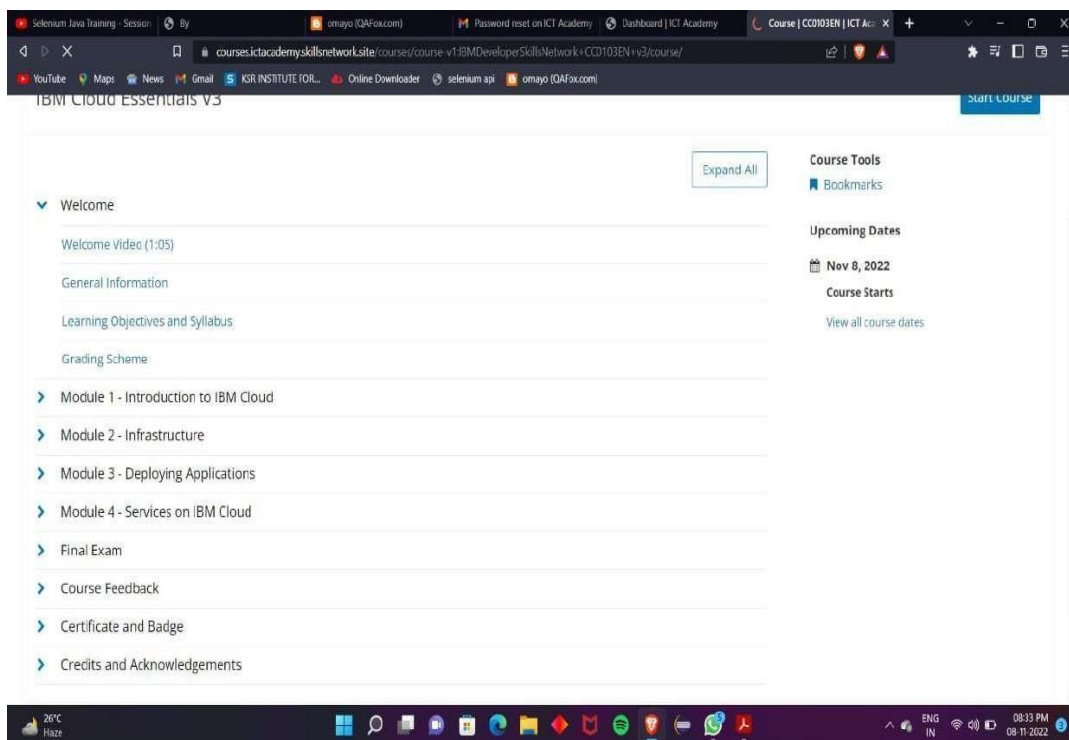 Selenium Java Training - Session
By
omayo (QAFox.com)
Password reset on ICT Academy
Dashboard | ICT Academy
Course | CC0103EN | ICT Aca
courses.ictacademy.skillsnetwork.site/courses/course-v1:IBMDeveloperSkillsNetwork+CC0103EN+v3/course/
YouTube Maps News Gmail KSR INSTITUTE FOR... Online Downloader selenium api omayo (QAFox.com)
IBM Cloud Essentials V3
Start Course
Expand All
Welcome
Welcome Video (1:05)
General Information
Learning Objectives and Syllabus
Grading Scheme
Module 1 - Introduction to IBM Cloud
Module 2 - Infrastructure
Module 3 - Deploying Applications
Module 4 - Services on IBM Cloud
Final Exam
Course Feedback
Certificate and Badge
Credits and Acknowledgements
Course Tools
Bookmarks
Upcoming Dates
Nov 8, 2022
Course Starts
View all course dates
26°C
Haze
ENG
IN
08:33 PM
08-11-2022
3